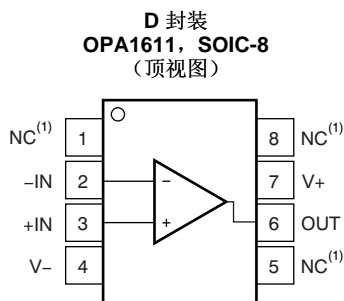 D 封装
OPA1611，SOIC-8
（顶视图）
NC(1) 1 8 NC(1)
–IN 2 − 7 V+
+IN 3 + 6 OUT
V– 4 5 NC(1)